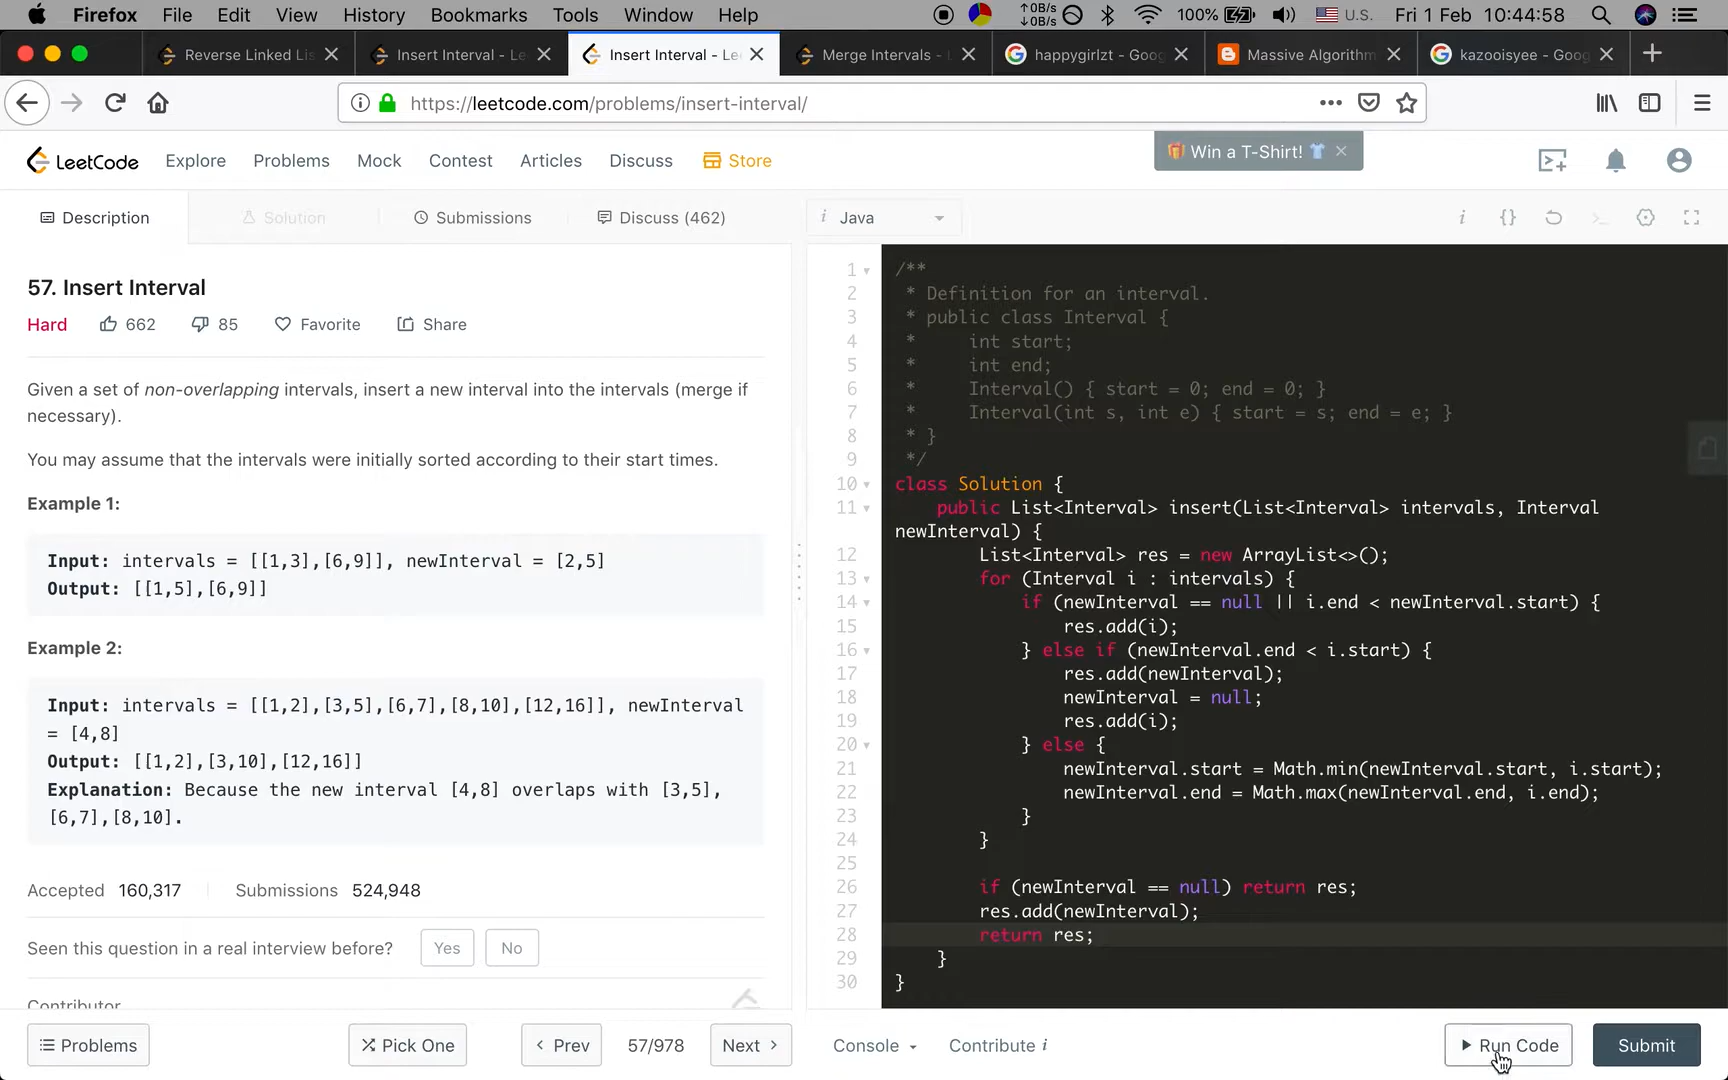 Firefox File Edit View History Bookmarks Tools Window Help ↑0B/s ↓0B/s 100% U.S. Fri 1 Feb 10:44:58
Reverse Linked Lis Insert Interval - Le Insert Interval - Le Merge Intervals - happygirlzt - Goog Massive Algorithm kazooisyee - Goog
https://leetcode.com/problems/insert-interval/
LeetCode Explore Problems Mock Contest Articles Discuss Store Win a T-Shirt!
Description Solution Submissions Discuss (462) i Java
57. Insert Interval
Hard 662 85 Favorite Share
Given a set of non-overlapping intervals, insert a new interval into the intervals (merge if
necessary).
You may assume that the intervals were initially sorted according to their start times.
Example 1:
Input: intervals = [[1,3],[6,9]], newInterval = [2,5]
Output: [[1,5],[6,9]]
Example 2:
Input: intervals = [[1,2],[3,5],[6,7],[8,10],[12,16]], newInterval
= [4,8]
Output: [[1,2],[3,10],[12,16]]
Explanation: Because the new interval [4,8] overlaps with [3,5],
[6,7],[8,10].
Accepted 160,317 Submissions 524,948
Seen this question in a real interview before? Yes No
Contributor
1 /**
2 * Definition for an interval.
3 * public class Interval {
4 * int start;
5 * int end;
6 * Interval() { start = 0; end = 0; }
7 * Interval(int s, int e) { start = s; end = e; }
8 * }
9 */
10 class Solution {
11 public List<Interval> insert(List<Interval> intervals, Interval
newInterval) {
12 List<Interval> res = new ArrayList<>();
13 for (Interval i : intervals) {
14 if (newInterval == null || i.end < newInterval.start) {
15 res.add(i);
16 } else if (newInterval.end < i.start) {
17 res.add(newInterval);
18 newInterval = null;
19 res.add(i);
20 } else {
21 newInterval.start = Math.min(newInterval.start, i.start);
22 newInterval.end = Math.max(newInterval.end, i.end);
23 }
24 }
25
26 if (newInterval == null) return res;
27 res.add(newInterval);
28 return res;
29 }
30 }
Problems Pick One < Prev 57/978 Next > Console Contribute i Run Code Submit